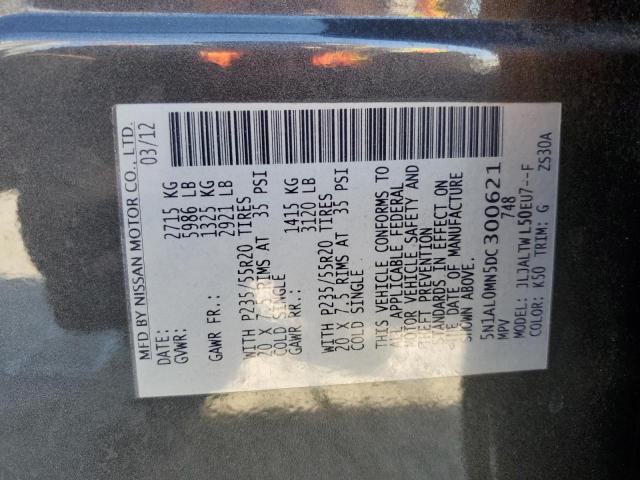 MFD BY NISSAN MOTOR CO., LTD.
DATE: 03/12
GVWR: 2715 KG
5986 LB
GAWR FR.: 1325 KG
2921 LB
WITH P235/55R20 TIRES
20 X 7.5 RIMS AT 35 PSI
COLD SINGLE
GAWR RR.: 1415 KG
3120 LB
WITH P235/55R20 TIRES
20 X 7.5 RIMS AT 35 PSI
COLD SINGLE
THIS VEHICLE CONFORMS TO
ALL APPLICABLE FEDERAL
MOTOR VEHICLE SAFETY AND
THEFT PREVENTION
STANDARDS IN EFFECT ON
THE DATE OF MANUFACTURE
SHOWN ABOVE.
5N1AL0MN5DC300621
MPV 748
MODEL: JLJALTW L50EU7--F
COLOR: K50 TRIM: G ZS30A